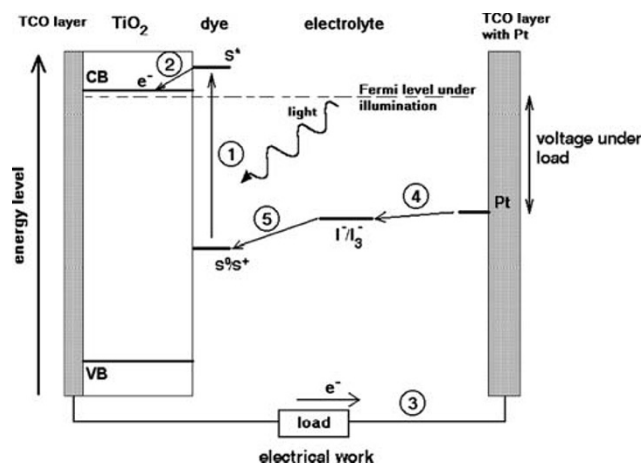 TCO layer
TiO₂
dye
electrolyte
TCO layer
with Pt
S*
②
CB
e⁻
Fermi level under
illumination
light
①
voltage under
load
energy level
④
Pt
⑤
I⁻/I₃⁻
S⁰/S⁺
VB
e⁻
③
load
electrical work